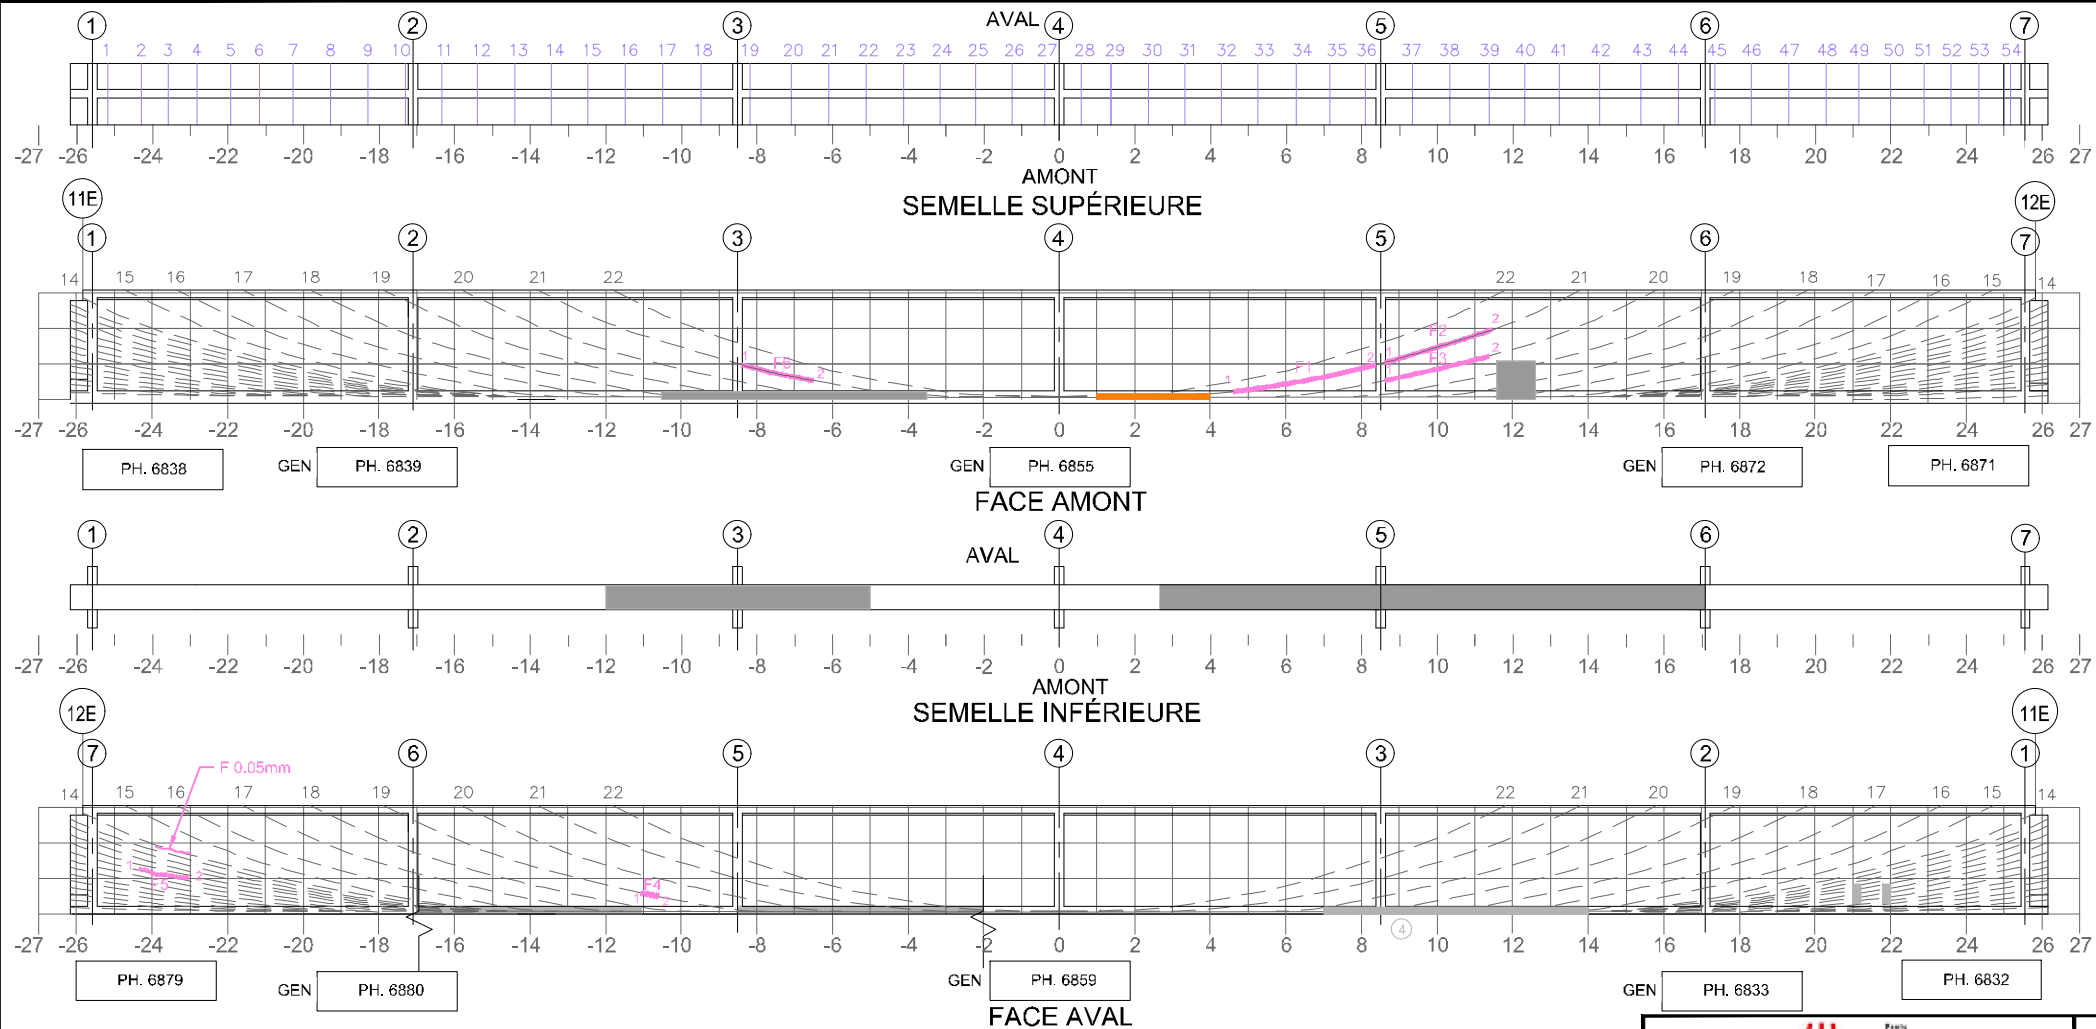 AVAL
1 2 3 4 5 6 7
1 2 3 4 5 6 7 8 9 10 11 12 13 14 15 16 17 18 19 20 21 22 23 24 25 26 27 28 29 30 31 32 33 34 35 36 37 38 39 40 41 42 43 44 45 46 47 48 49 50 51 52 53 54
-27 -26 -24 -22 -20 -18 -16 -14 -12 -10 -8 -6 -4 -2 0 2 4 6 8 10 12 14 16 18 20 22 24 26 27
AMONT
SEMELLE SUPÉRIEURE
11E 12E
1 2 3 4 5 6 7
14 15 16 17 18 19 20 21 22 22 21 20 19 18 17 16 15 14
1 F2 2
1 F3 2
1 F5 2
1 F1 2
-27 -26 -24 -22 -20 -18 -16 -14 -12 -10 -8 -6 -4 -2 0 2 4 6 8 10 12 14 16 18 20 22 24 26 27
PH. 6838 GEN PH. 6839 GEN PH. 6855 GEN PH. 6872 PH. 6871
FACE AMONT
1 2 3 4 5 6 7
AVAL
-27 -26 -24 -22 -20 -18 -16 -14 -12 -10 -8 -6 -4 -2 0 2 4 6 8 10 12 14 16 18 20 22 24 26 27
AMONT
SEMELLE INFÉRIEURE
12E 11E
7 6 5 4 3 2 1
F 0.05mm
14 15 16 17 18 19 20 21 22 22 21 20 19 18 17 16 15 14
1 F5 2
1 F4 2
4
-27 -26 -24 -22 -20 -18 -16 -14 -12 -10 -8 -6 -4 -2 0 2 4 6 8 10 12 14 16 18 20 22 24 26 27
PH. 6879 GEN PH. 6880 GEN PH. 6859 GEN PH. 6833 PH. 6832
FACE AVAL